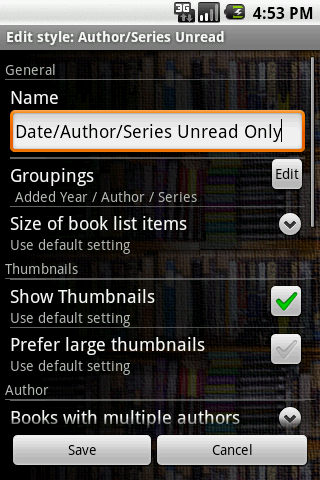 3G
4:53 PM
Edit style: Author/Series Unread
General
Name
Date/Author/Series Unread Only
Groupings
Edit
Added Year / Author / Series
Size of book list items
Use default setting
Thumbnails
Show Thumbnails
Use default setting
Prefer large thumbnails
Use default setting
Author
Books with multiple authors
Save
Cancel